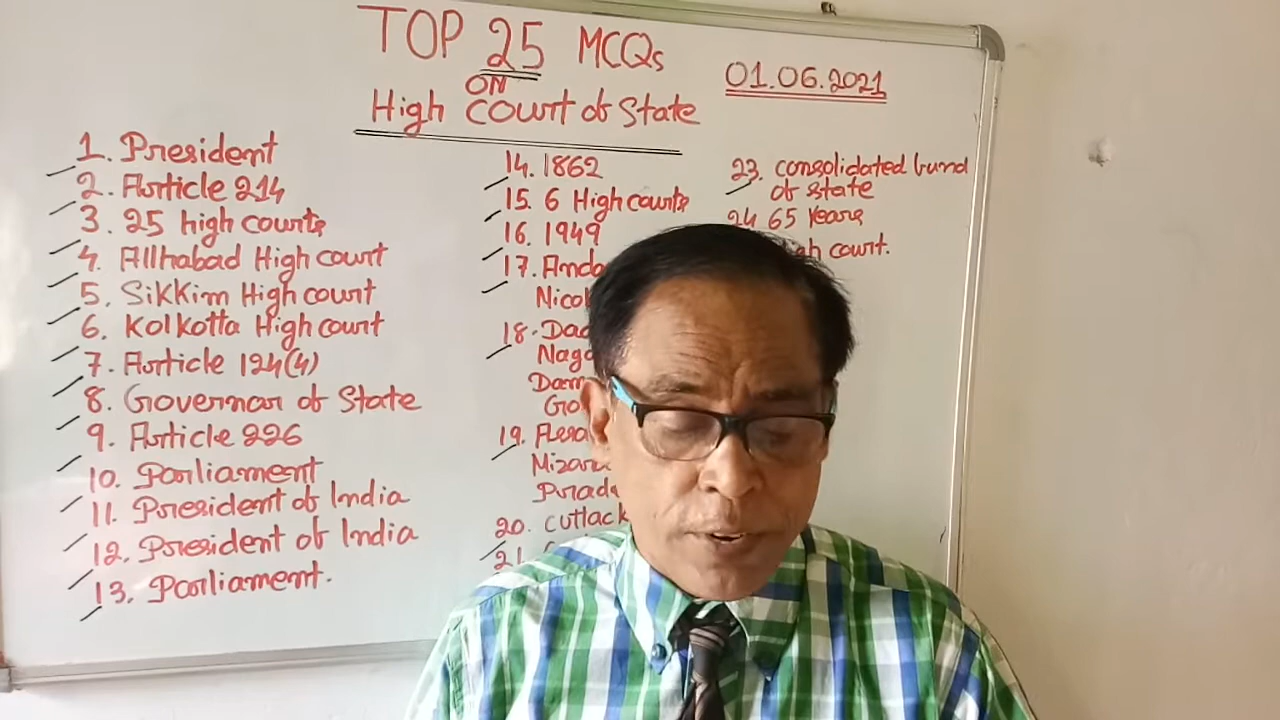 TOP 25 MCQs
ON
High Court of State
01.06.2021
1. President
2. Article 214
3. 25 high courts
4. Allhabad High court
5. Sikkim High court
6. Kolkotta High court
7. Article 124(4)
8. Governor of State
9. Article 226
10. Parliament
11. President of India
12. President of India
13. Parliament.
14. 1862
15. 6 High courts
16. 1949
17.
18.
19.
20. Cuttack
21.
23. consolidated fund
of state
24 65 Years
court.